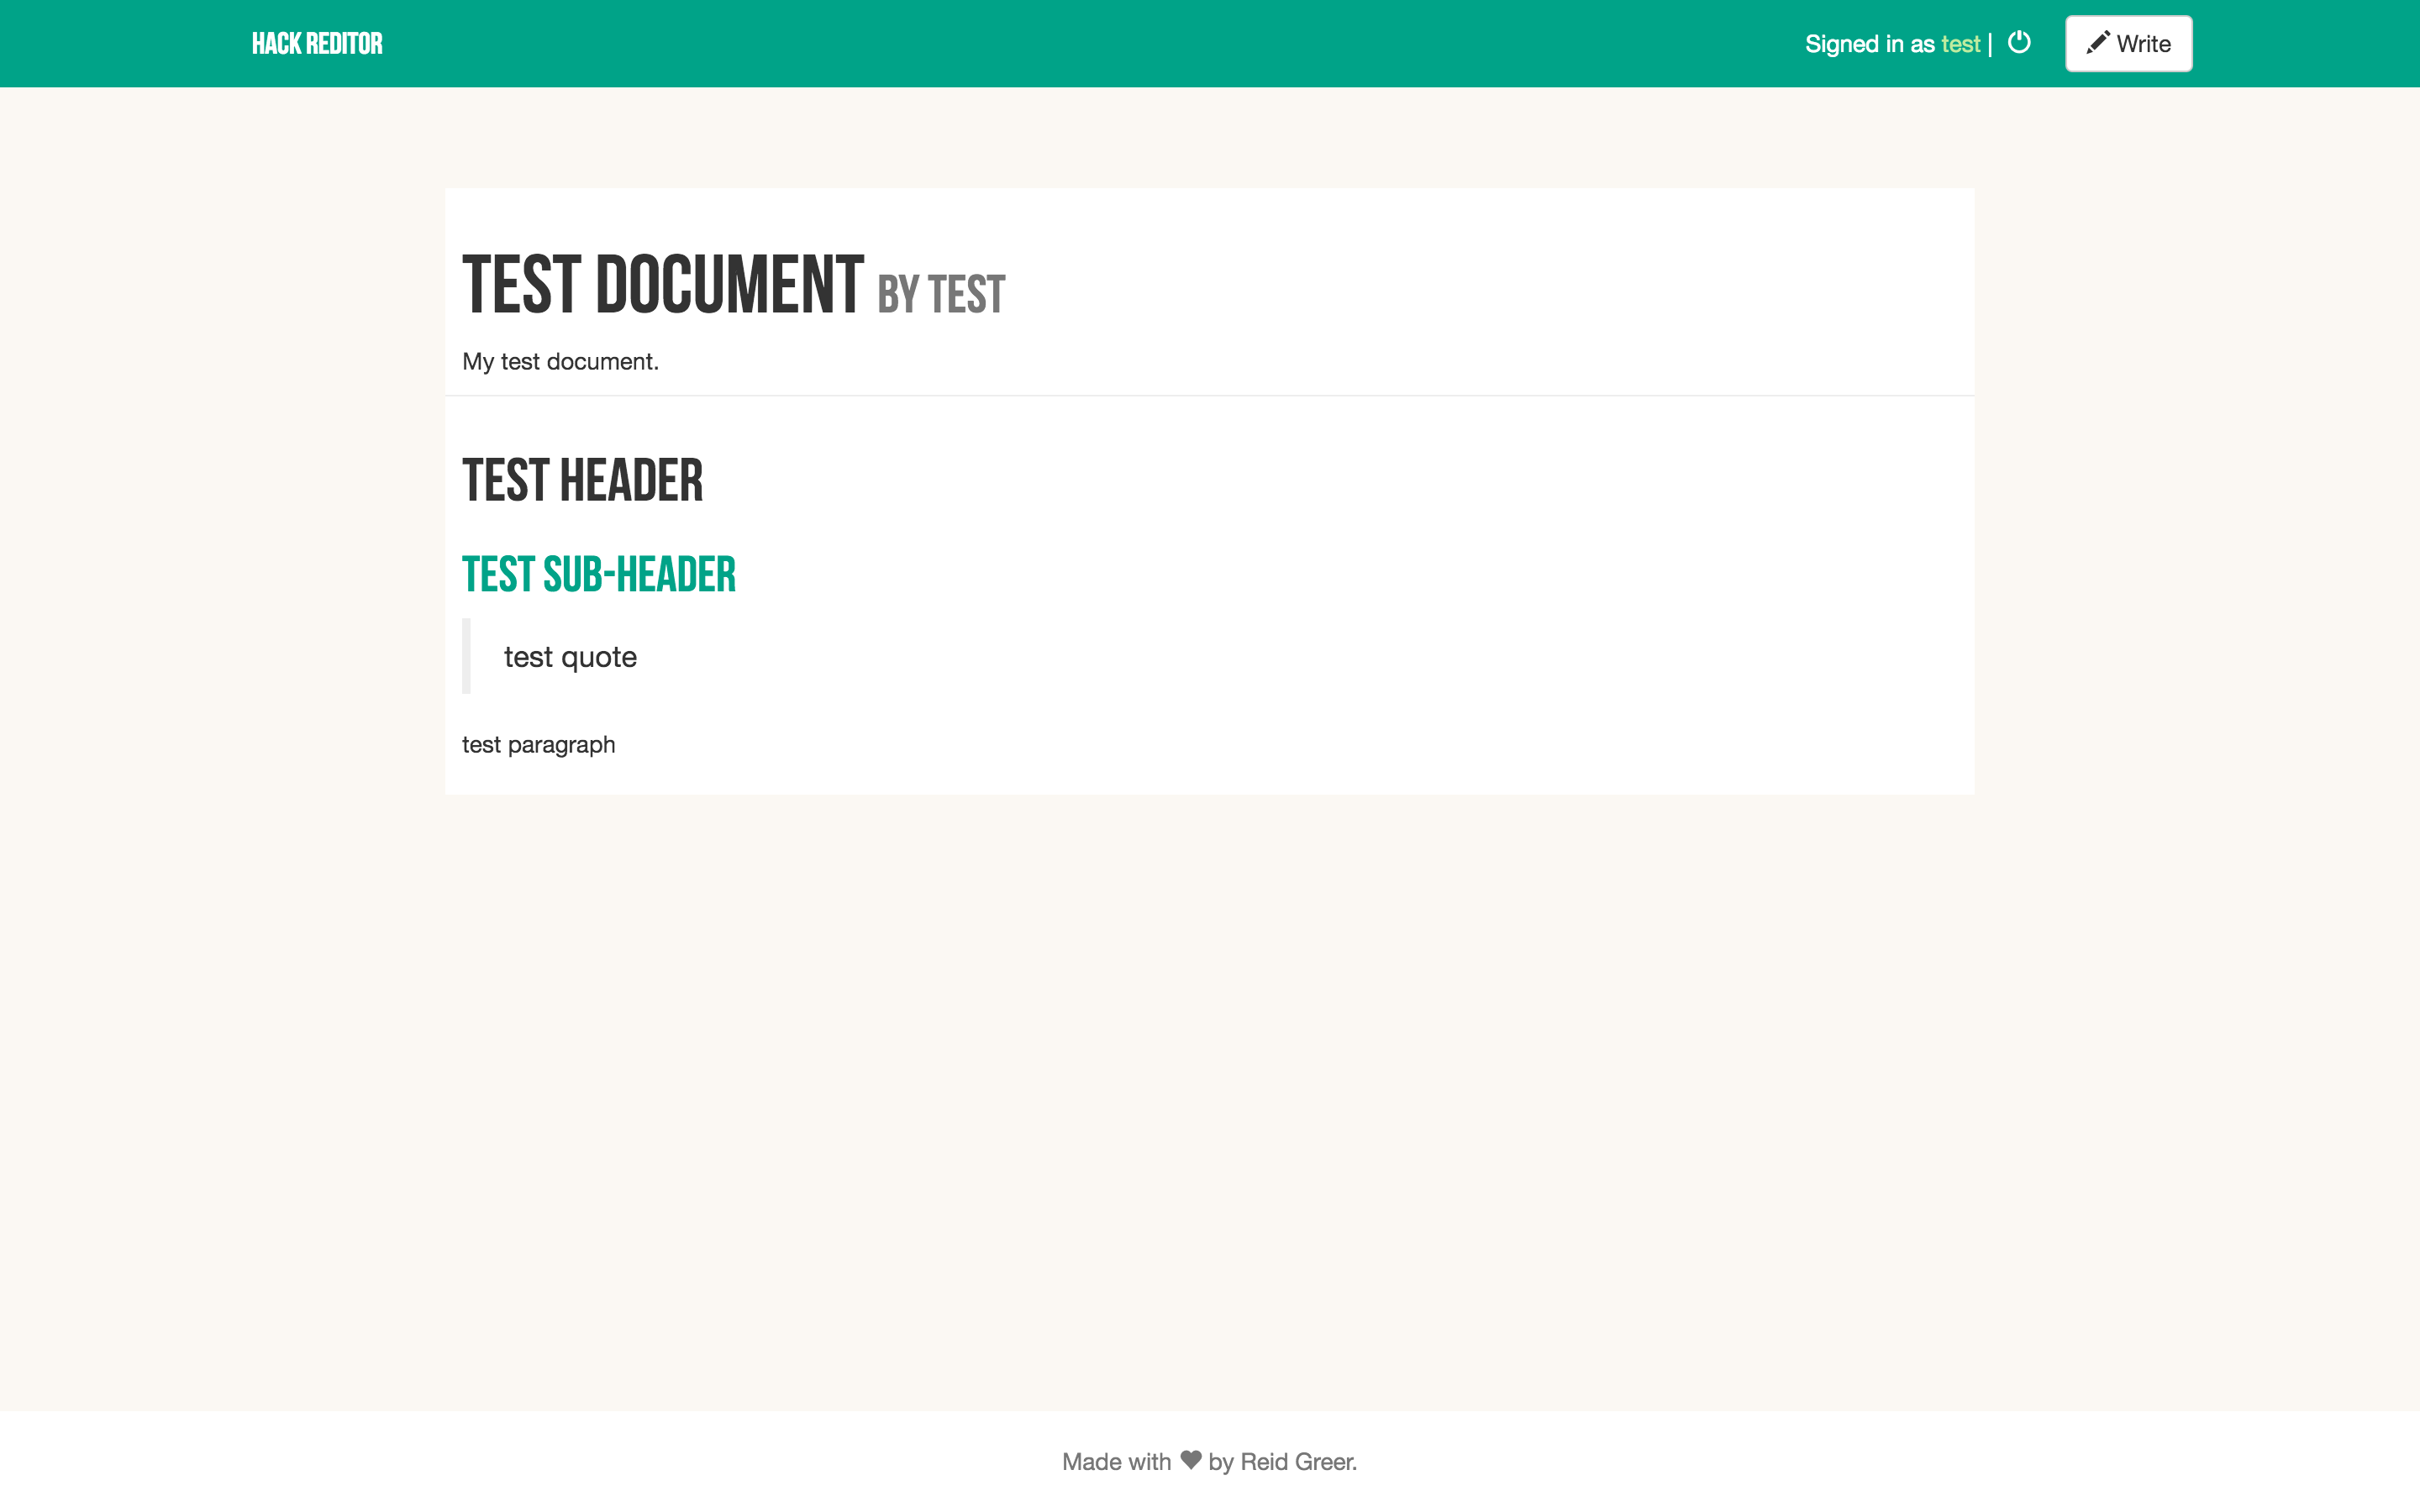 HACK REDITOR
Signed in as test | Write
TEST DOCUMENT BY TEST
My test document.
TEST HEADER
TEST SUB-HEADER
test quote
test paragraph
Made with ♥ by Reid Greer.